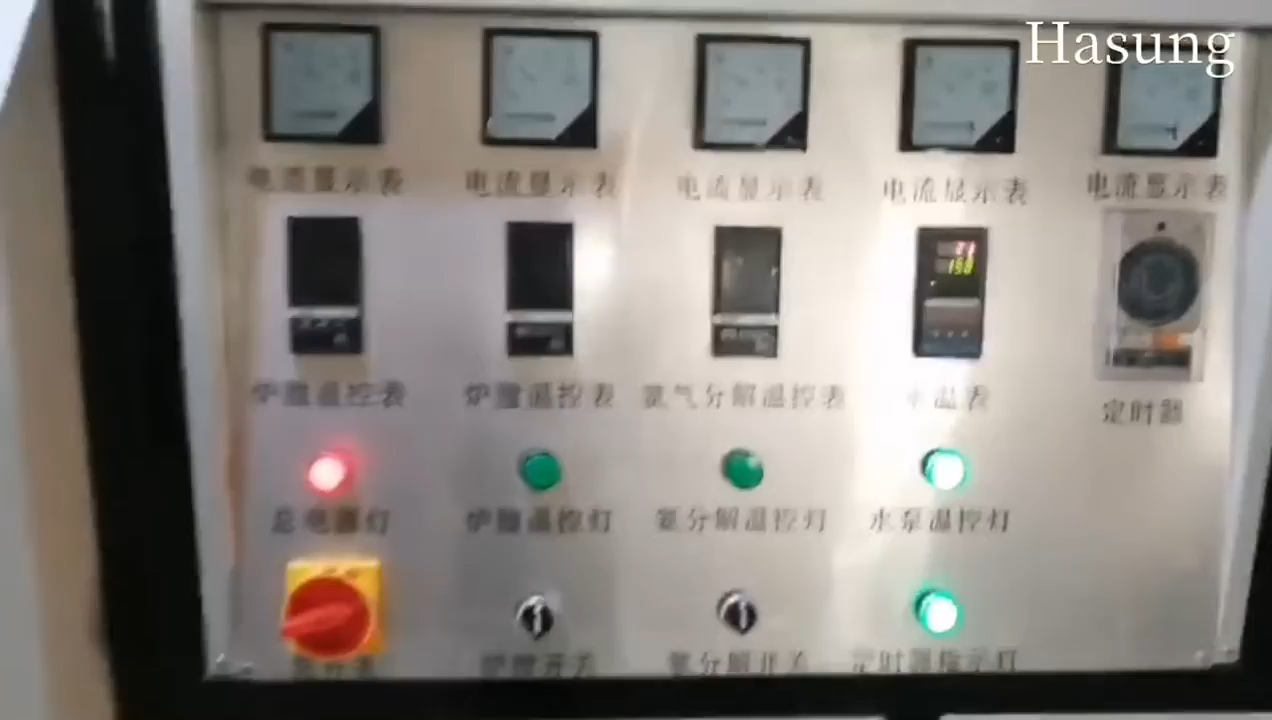 Hasung
电流显示表 电流显示表 电流显示表 电流显示表 电流显示表
炉膛温控表 炉膛温控表 氨气分解温控表 水温表 定时器
总电源灯 炉膛温控灯 氨分解温控灯 水泵温控灯
炉膛开关 氨分解开关 定时器指示灯